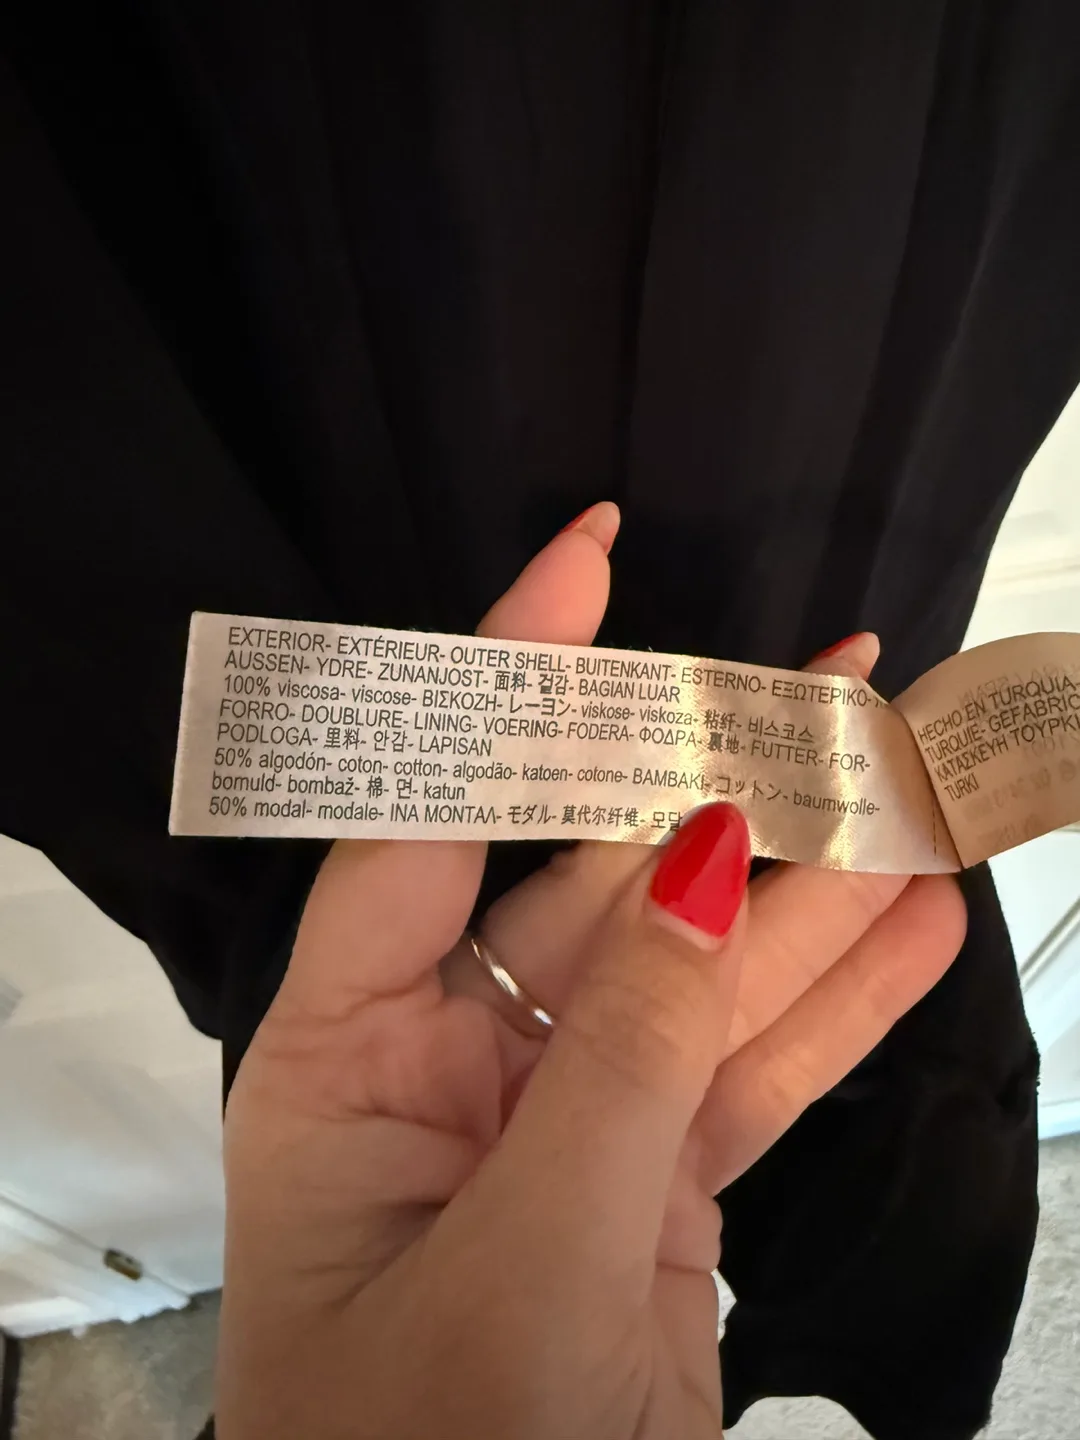 EXTERIOR- EXTÉRIEUR- OUTER SHELL- BUITENKANT- ESTERNO- ΕΞΩΤΕΡΙΚΟ-
AUSSEN- YDRE- ZUNANJOST- 面料- 겉감- BAGIAN LUAR
100% viscosa- viscose- ΒΙΣΚΟΖΗ- レーヨン- viskose- viskoza- 粘纤- 비스코스
FORRO- DOUBLURE- LINING- VOERING- FODERA- ΦΟΔΡΑ- 裏地- FUTTER- FOR-
PODLOGA- 里料- 안감- LAPISAN
50% algodón- coton- cotton- algodão- katoen- cotone- ΒΑΜΒΑΚΙ- コットン- baumwolle-
bomuld- bombaž- 棉- 면- katun
50% modal- modale- ΙΝΑ ΜΟΝΤΑΛ- モダル- 莫代尔纤维- 모달
HECHO EN TURQUIA-
TURQUIE- GEFABRIC
ΚΑΤΑΣΚΕΥΗ ΤΟΥΡΚΙ
TURKI